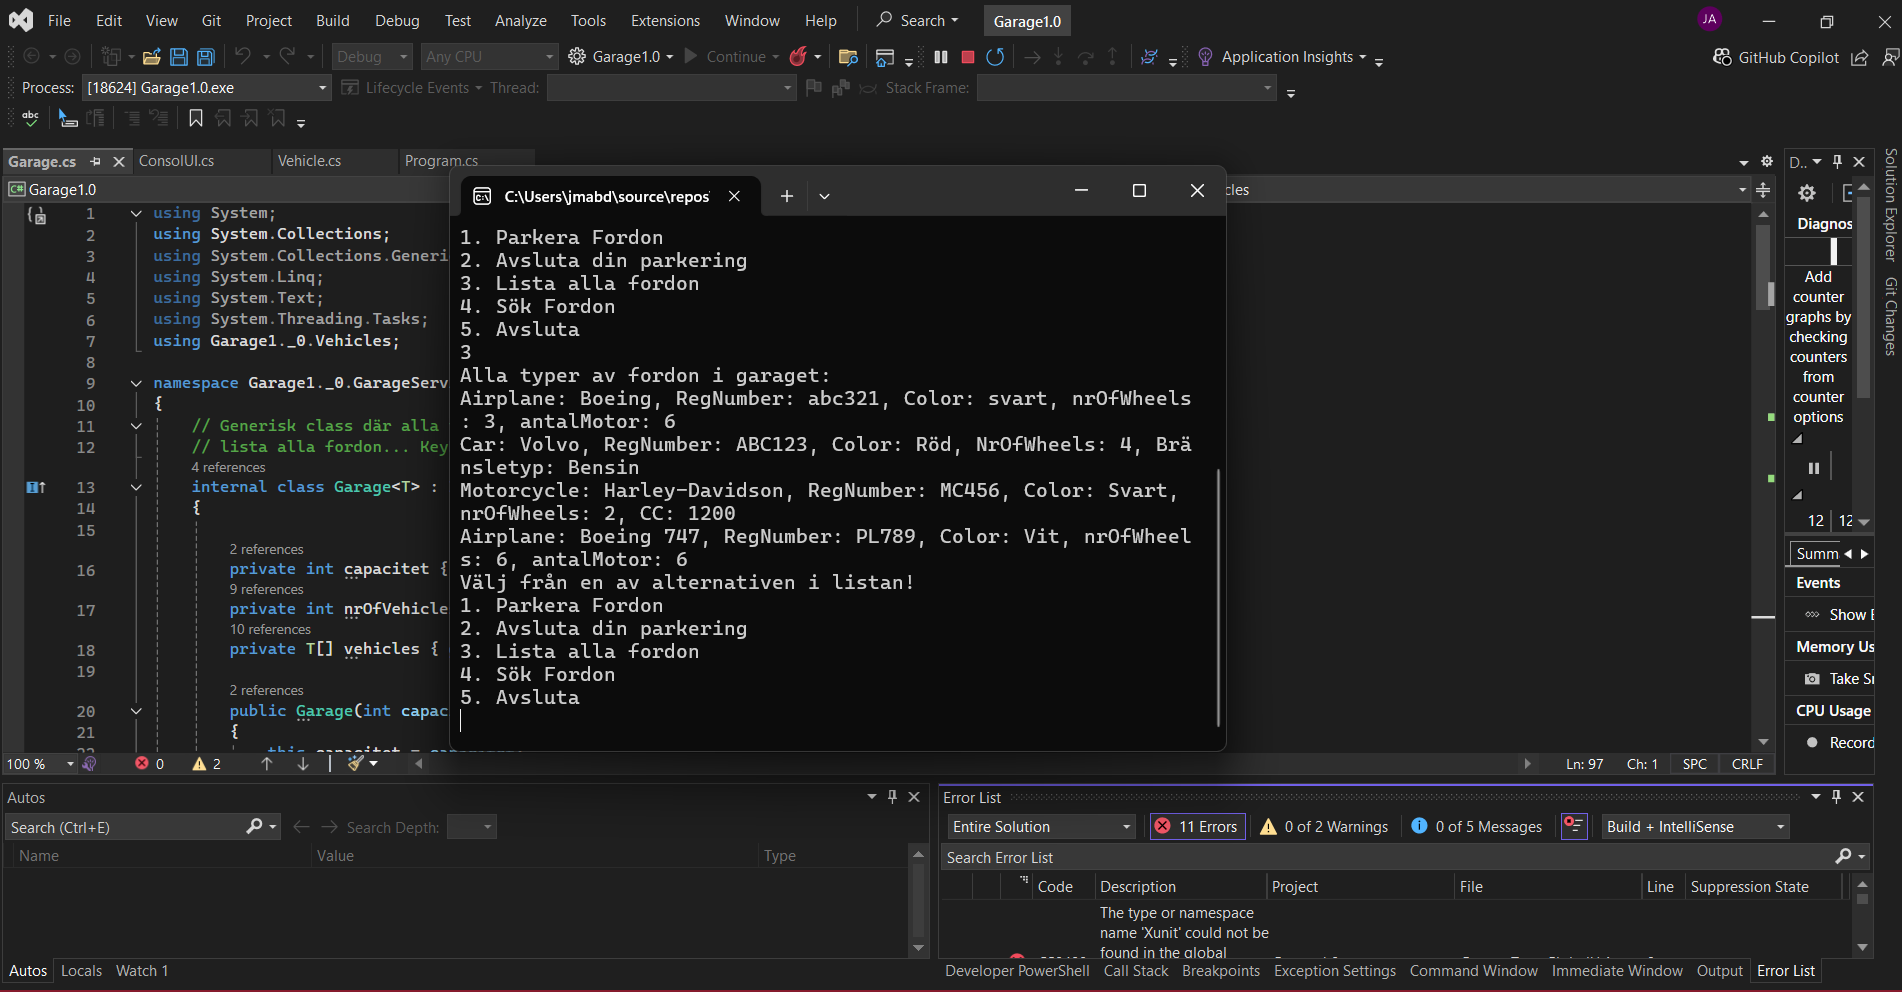 File Edit View Git Project Build Debug Test Analyze Tools Extensions Window Help Search Garage1.0 JA
Debug Any CPU Garage1.0 Continue Application Insights GitHub Copilot
Process: [18624] Garage1.0.exe Lifecycle Events Thread: Stack Frame:
abc
Garage.cs ConsolUI.cs Vehicle.cs Program.cs
C# Garage1.0
1 using System;
2 using System.Collections;
3 using System.Collections.Generi
4 using System.Linq;
5 using System.Text;
6 using System.Threading.Tasks;
7 using Garage1._0.Vehicles;
8
9 namespace Garage1._0.GarageServ
10 {
11 // Generisk class där alla
12 // lista alla fordon... Key
4 references
13 internal class Garage<T> :
14 {
15
2 references
16 private int capacitet {
9 references
17 private int nrOfVehicle
10 references
18 private T[] vehicles {
19
2 references
20 public Garage(int capac
21 {
C:\Users\jmabd\source\repos
1. Parkera Fordon
2. Avsluta din parkering
3. Lista alla fordon
4. Sök Fordon
5. Avsluta
3
Alla typer av fordon i garaget:
Airplane: Boeing, RegNumber: abc321, Color: svart, nrOfWheels
: 3, antalMotor: 6
Car: Volvo, RegNumber: ABC123, Color: Röd, NrOfWheels: 4, Brä
nsletyp: Bensin
Motorcycle: Harley-Davidson, RegNumber: MC456, Color: Svart,
nrOfWheels: 2, CC: 1200
Airplane: Boeing 747, RegNumber: PL789, Color: Vit, nrOfWheel
s: 6, antalMotor: 6
Välj från en av alternativen i listan!
1. Parkera Fordon
2. Avsluta din parkering
3. Lista alla fordon
4. Sök Fordon
5. Avsluta
cles
D..
Diagnos
Add
counter
graphs by
checking
counters
from
counter
options
12 12
Summ
Events
Show E
Memory Us
Take Sn
CPU Usage
Record
Solution Explorer
Git Changes
100 % 0 2 Ln: 97 Ch: 1 SPC CRLF
Autos
Search (Ctrl+E) Search Depth:
Name Value Type
Autos Locals Watch 1
Error List
Entire Solution 11 Errors 0 of 2 Warnings 0 of 5 Messages Build + IntelliSense
Search Error List
Code Description Project File Line Suppression State
The type or namespace
name 'Xunit' could not be
found in the global
Developer PowerShell Call Stack Breakpoints Exception Settings Command Window Immediate Window Output Error List